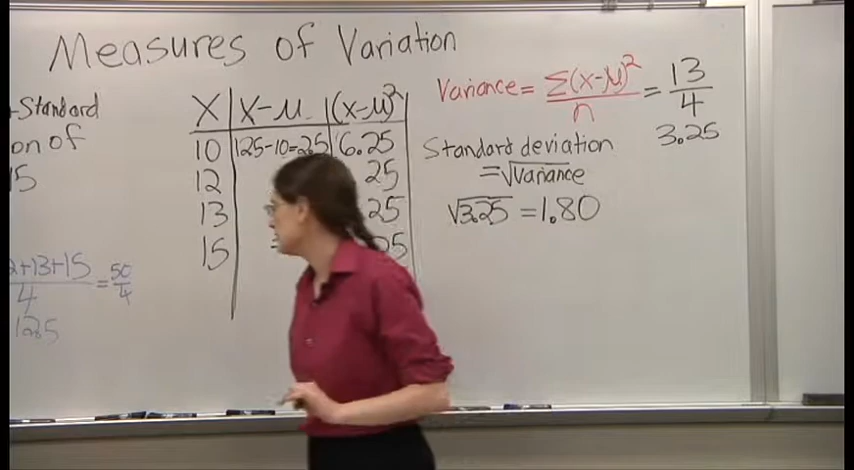 Measures of Variation
Standard
on of
15
2+13+15 = 50
4 4
12.5
X X-μ (x-μ)²
10 12.5-10=2.5 6.25
12 25
13 25
15 25
Variance = Σ(x-μ)² = 13
n 4
3.25
Standard deviation
=√variance
√3.25 = 1.80